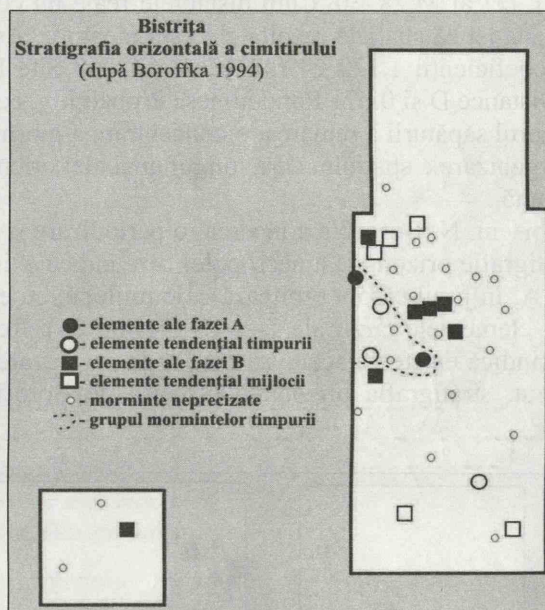 Bistrița
Stratigrafia orizontală a cimitirului
(după Boroffka 1994)
- elemente ale fazei A
- elemente tendențial timpurii
- elemente ale fazei B
- elemente tendențial mijlocii
- morminte neprecizate
- grupul mormintelor timpurii